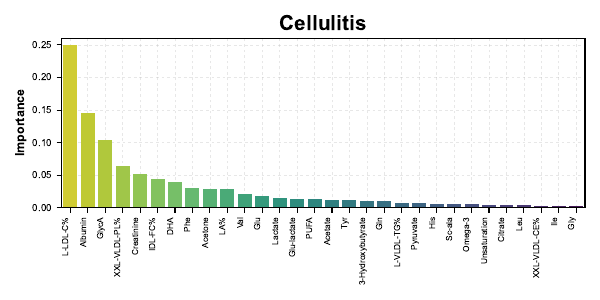 Cellulitis
Importance
0.25
0.20
0.15
0.10
0.05
0.00
L-LDL-C%
Albumin
GlycA
XXL-VLDL-PL%
Creatinine
IDL-FC%
DHA
Phe
Acetone
LA%
Val
Glu
Lactate
Glu-lactate
PUFA
Acetate
Tyr
3-Hydroxybutyrate
Gln
L-VLDL-TG%
Pyruvate
His
Sc-ala
Omega-3
Unsaturation
Citrate
Leu
XXL-VLDL-CE%
Ile
Gly